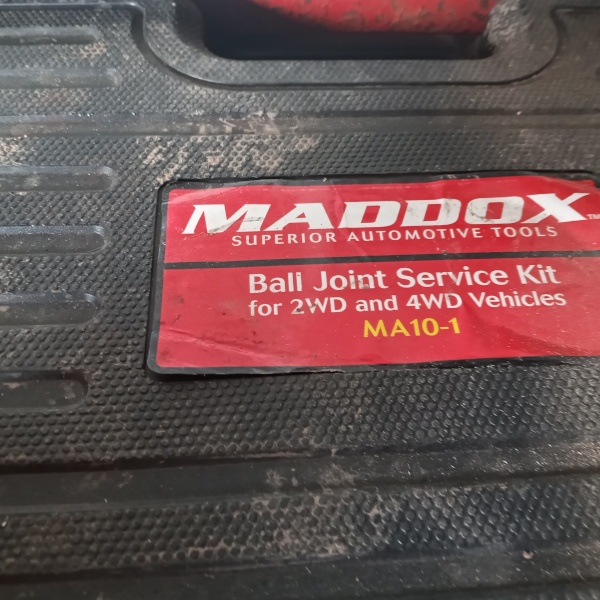 MADDOX™
SUPERIOR AUTOMOTIVE TOOLS
Ball Joint Service Kit
for 2WD and 4WD Vehicles
MA10-1